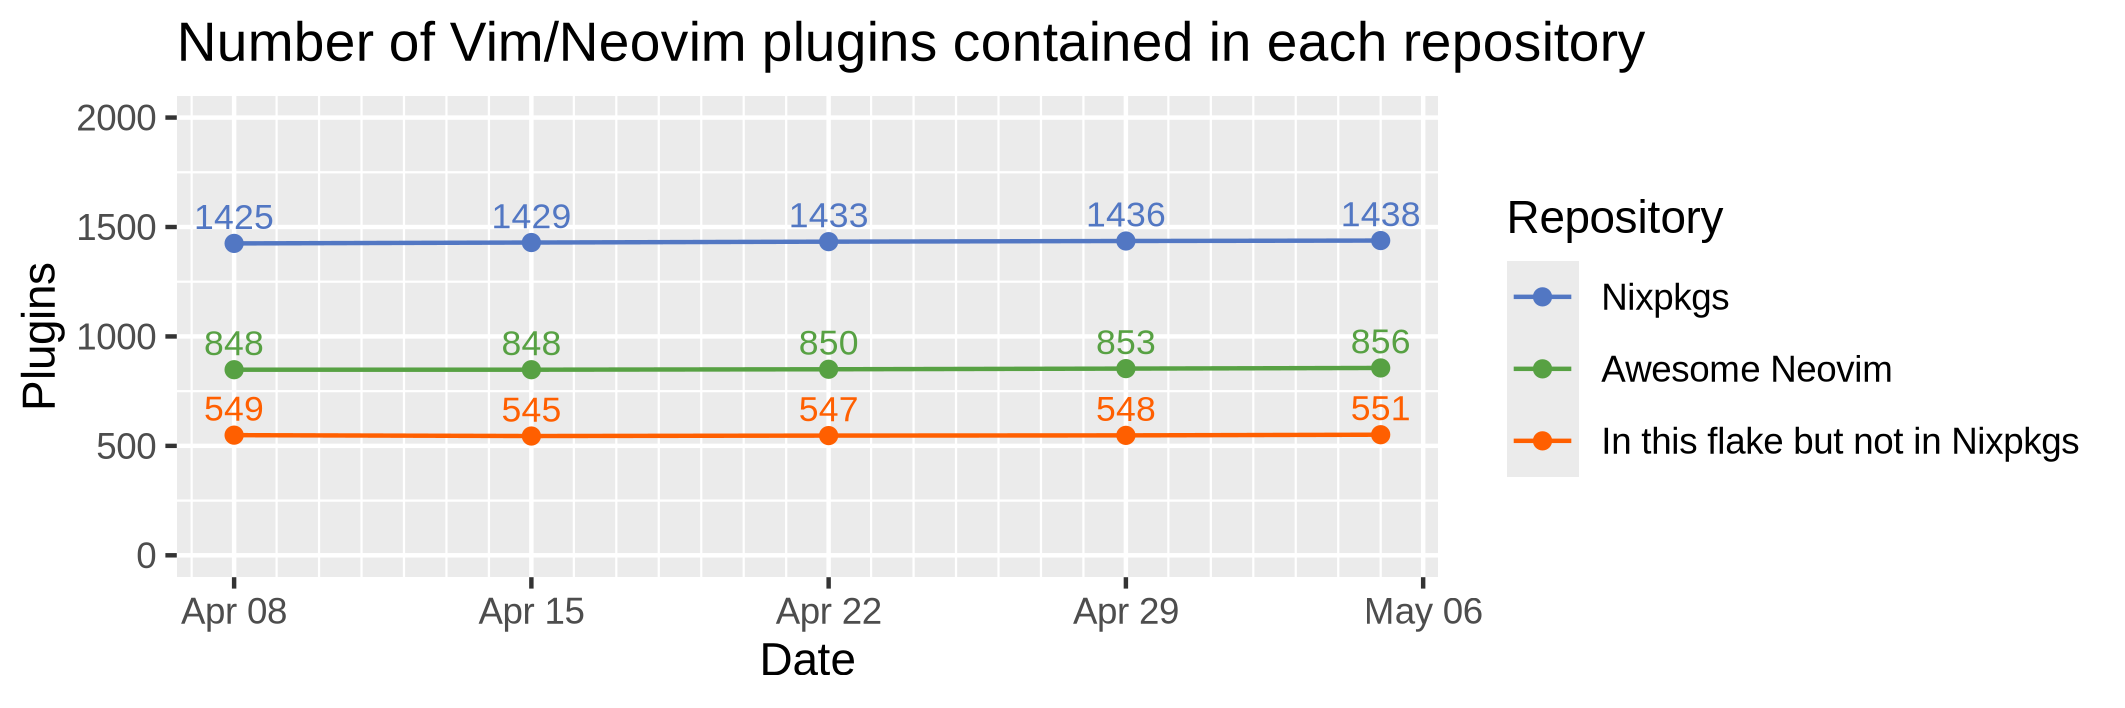 Number of Vim/Neovim plugins contained in each repository
2000
1500
1000
500
0
Plugins
1425 1429 1433 1436 1438
848 848 850 853 856
549 545 547 548 551
Apr 08 Apr 15 Apr 22 Apr 29 May 06
Date
Repository
Nixpkgs
Awesome Neovim
In this flake but not in Nixpkgs